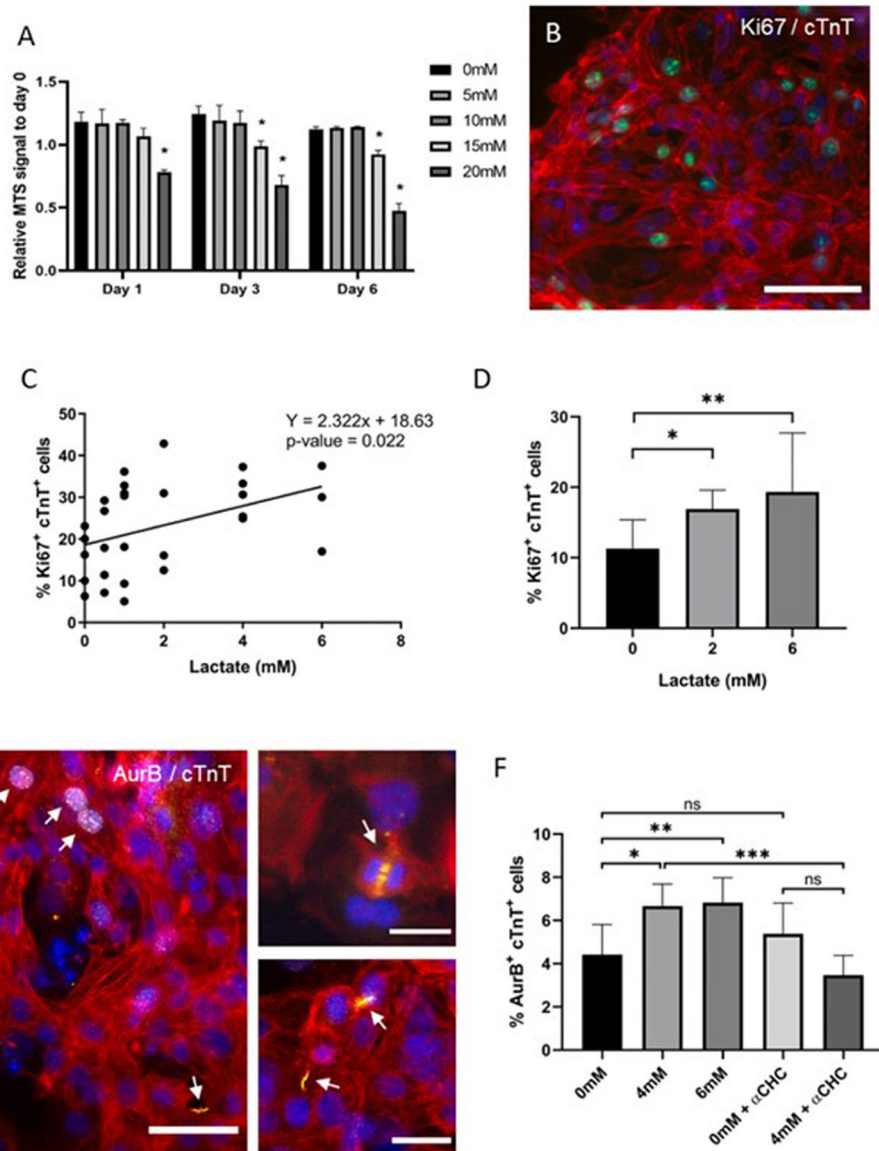 A
Relative MTS signal to day 0
1.5
1.0
0.5
0.0
*
*
*
*
*
Day 1
Day 3
Day 6
0mM
5mM
10mM
15mM
20mM
B
Ki67 / cTnT
C
% Ki67+ cTnT+ cells
50
40
30
20
10
0
Y = 2.322x + 18.63
p-value = 0.022
0
2
4
6
8
Lactate (mM)
D
% Ki67+ cTnT+ cells
30
20
10
0
**
*
0
2
6
Lactate (mM)
AurB / cTnT
F
% AurB+ cTnT+ cells
10
8
6
4
2
0
ns
**
*
***
ns
0mM
4mM
6mM
0mM + αCHC
4mM + αCHC